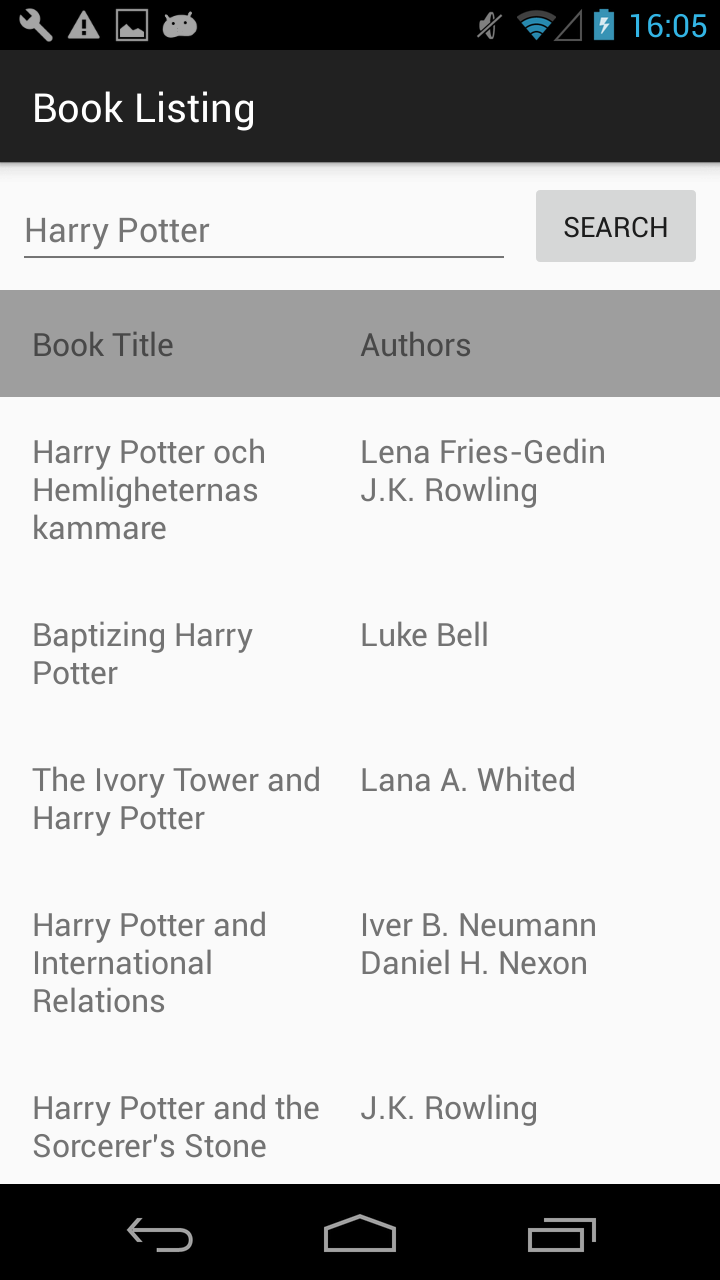 16:05
Book Listing
Harry Potter
SEARCH
Book Title
Authors
Harry Potter och
Hemligheternas
kammare
Lena Fries-Gedin
J.K. Rowling
Baptizing Harry
Potter
Luke Bell
The Ivory Tower and
Harry Potter
Lana A. Whited
Harry Potter and
International
Relations
Iver B. Neumann
Daniel H. Nexon
Harry Potter and the
Sorcerer's Stone
J.K. Rowling